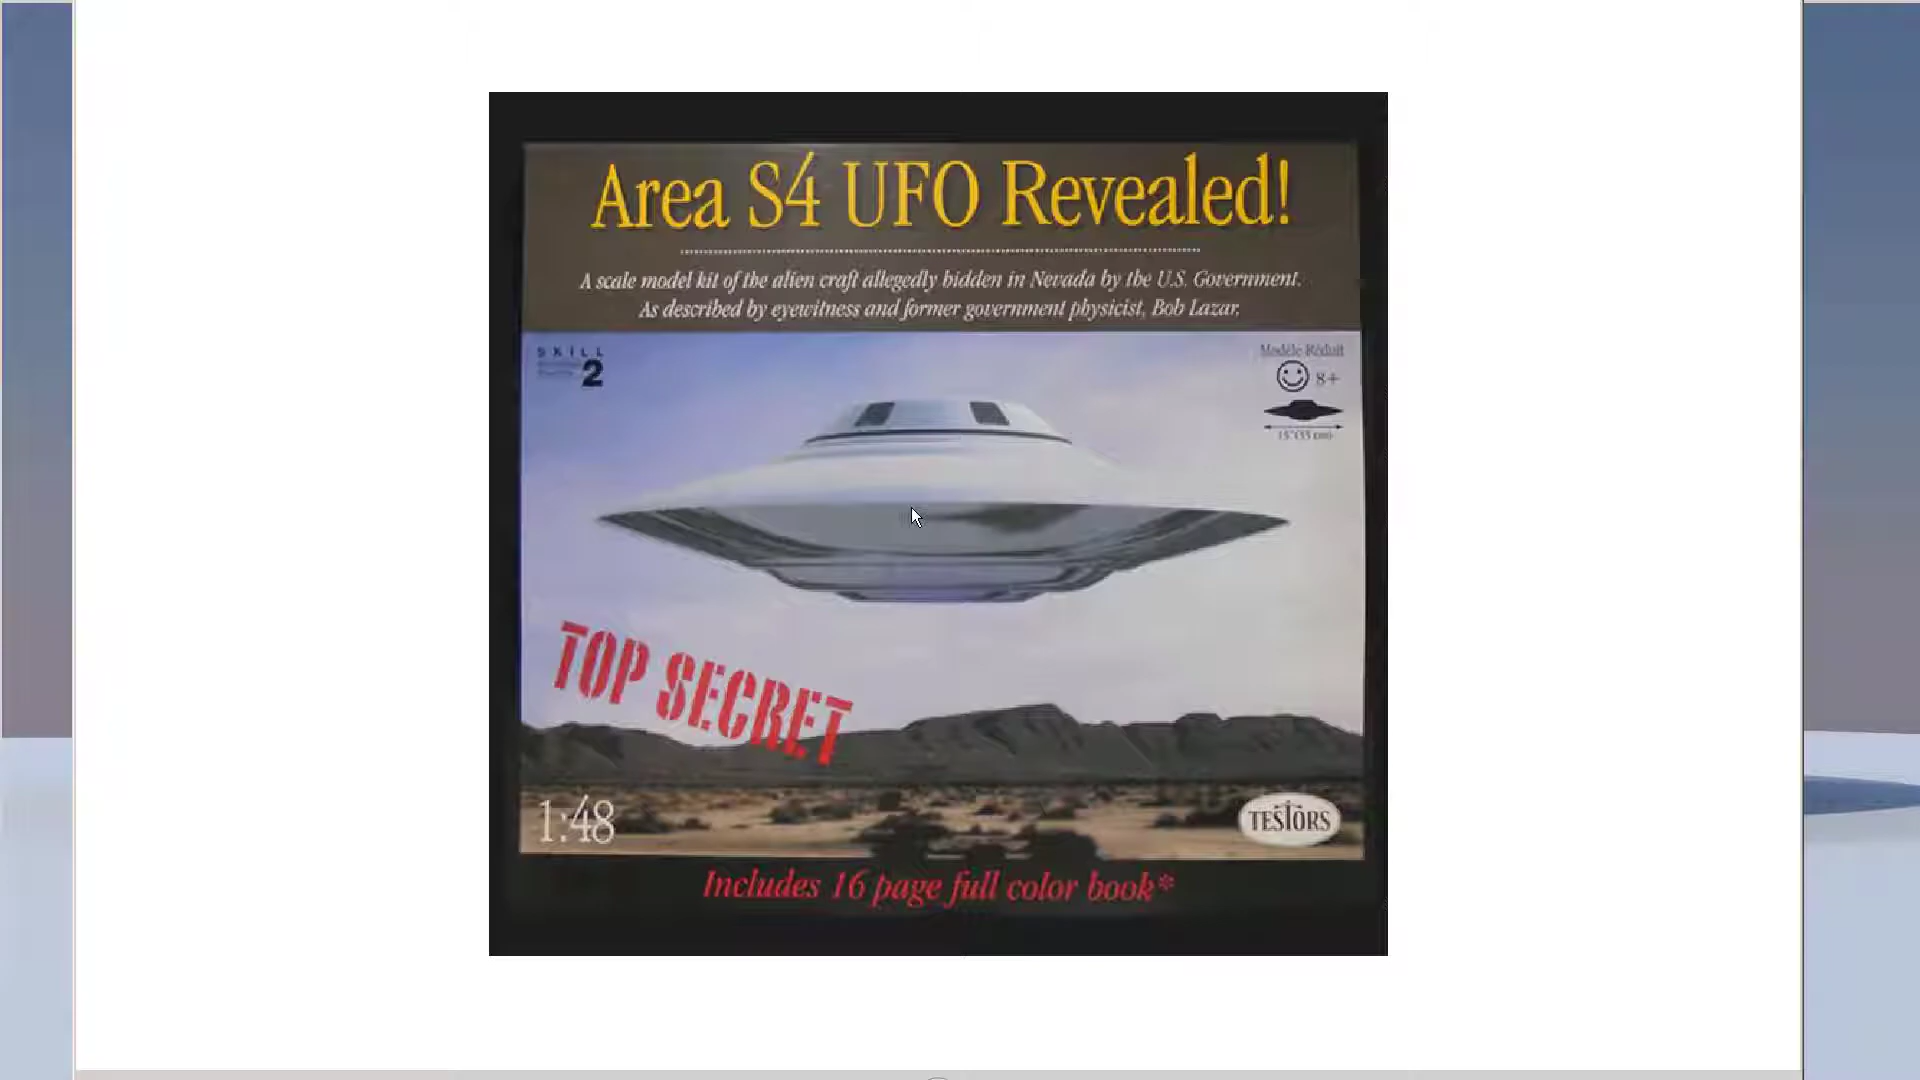 Area S4 UFO Revealed!
A scale model kit of the alien craft allegedly hidden in Nevada by the U.S. Government.
As described by eyewitness and former government physicist, Bob Lazar.
SKILL
2
Modèle Réduit
8+
TOP SECRET
1:48
TESTORS
Includes 16 page full color book*